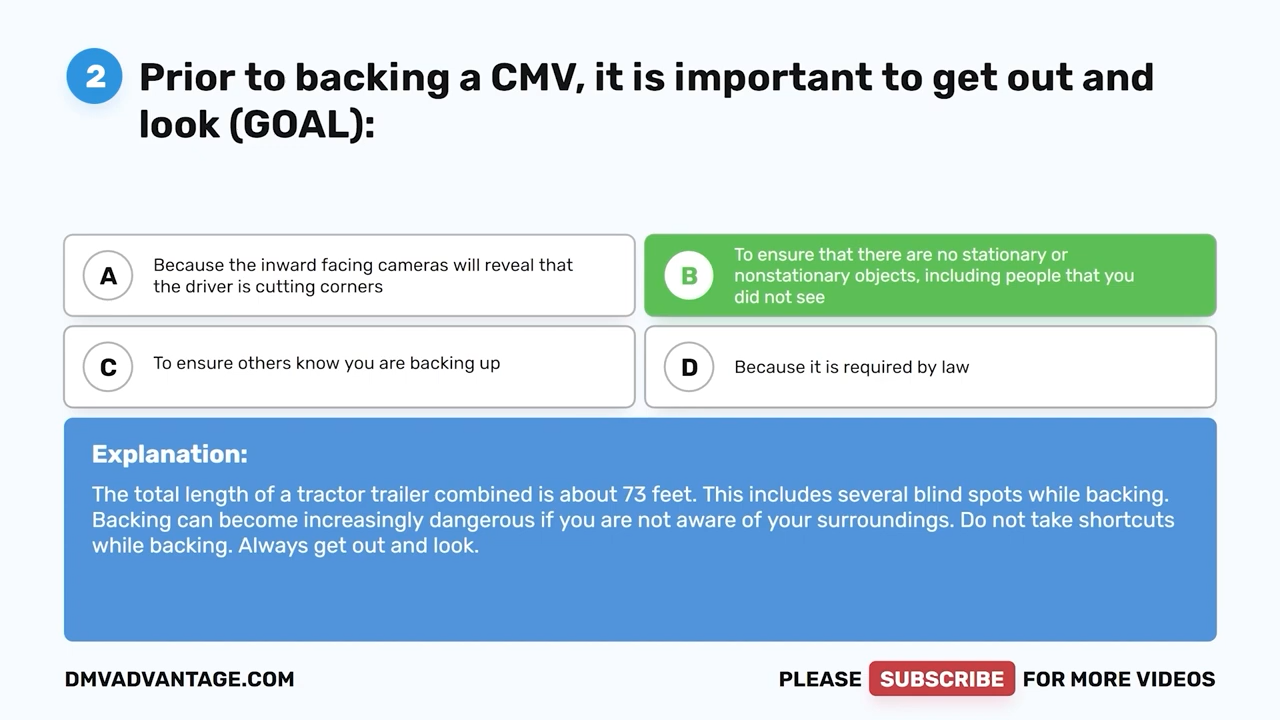 2
Prior to backing a CMV, it is important to get out and
look (GOAL):
A
Because the inward facing cameras will reveal that
the driver is cutting corners
B
To ensure that there are no stationary or
nonstationary objects, including people that you
did not see
C
To ensure others know you are backing up
D
Because it is required by law
Explanation:
The total length of a tractor trailer combined is about 73 feet. This includes several blind spots while backing.
Backing can become increasingly dangerous if you are not aware of your surroundings. Do not take shortcuts
while backing. Always get out and look.
DMVADVANTAGE.COM
PLEASE SUBSCRIBE FOR MORE VIDEOS